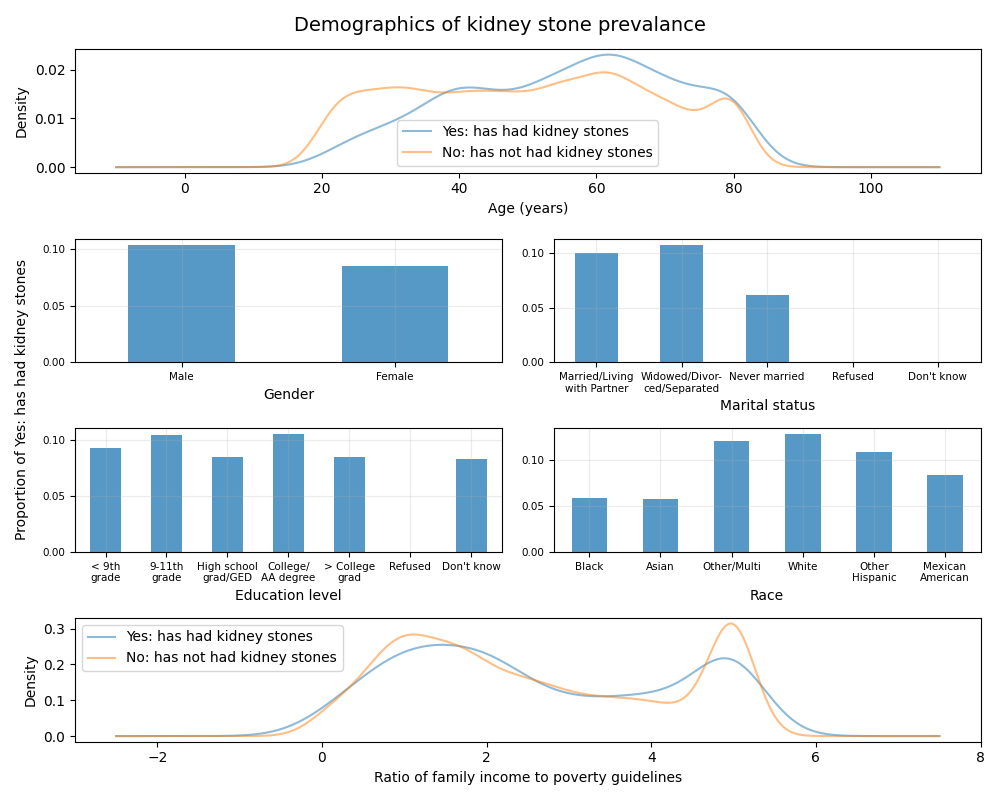 Demographics of kidney stone prevalance
Density
0.02
0.01
0.00
Yes: has had kidney stones
No: has not had kidney stones
0
20
40
60
80
100
Age (years)
Proportion of Yes: has had kidney stones
0.10
0.05
0.00
Male
Female
Gender
0.10
0.05
0.00
Married/Living
with Partner
Widowed/Divor-
ced/Separated
Never married
Refused
Don't know
Marital status
0.10
0.05
0.00
< 9th
grade
9-11th
grade
High school
grad/GED
College/
AA degree
> College
grad
Refused
Don't know
Education level
0.10
0.05
0.00
Black
Asian
Other/Multi
White
Other
Hispanic
Mexican
American
Race
Density
0.3
0.2
0.1
0.0
Yes: has had kidney stones
No: has not had kidney stones
−2
0
2
4
6
8
Ratio of family income to poverty guidelines